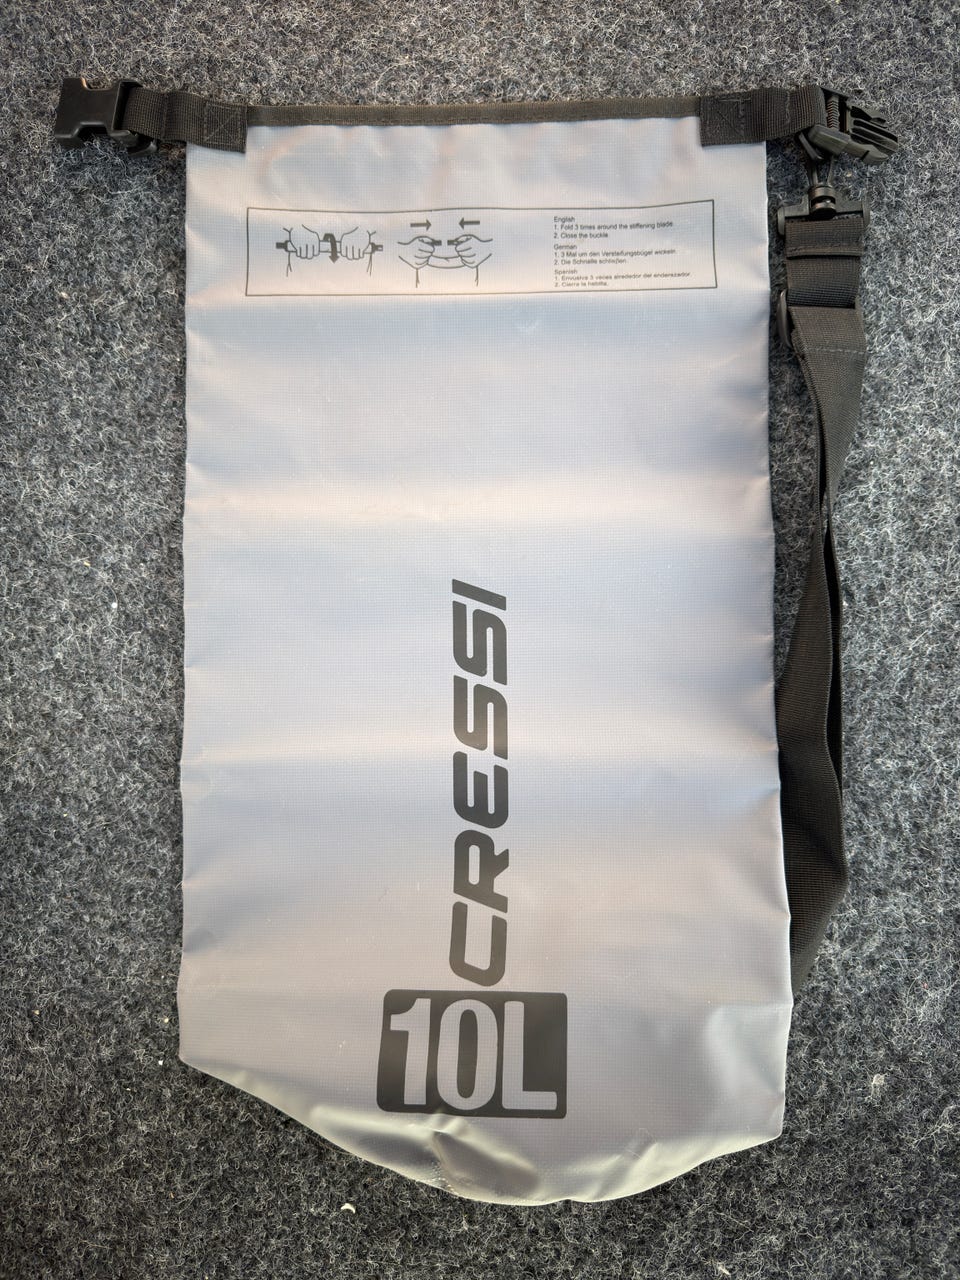 English
1. Fold 3 times around the stiffening blade.
2. Close the buckle.
German
1. 3 Mal um den Versteifungsbügel wickeln.
2. Die Schnalle schließen.
Spanish
1. Envuelva 3 veces alrededor del enderezador.
2. Cierra la hebilla.
CRESSI
10L